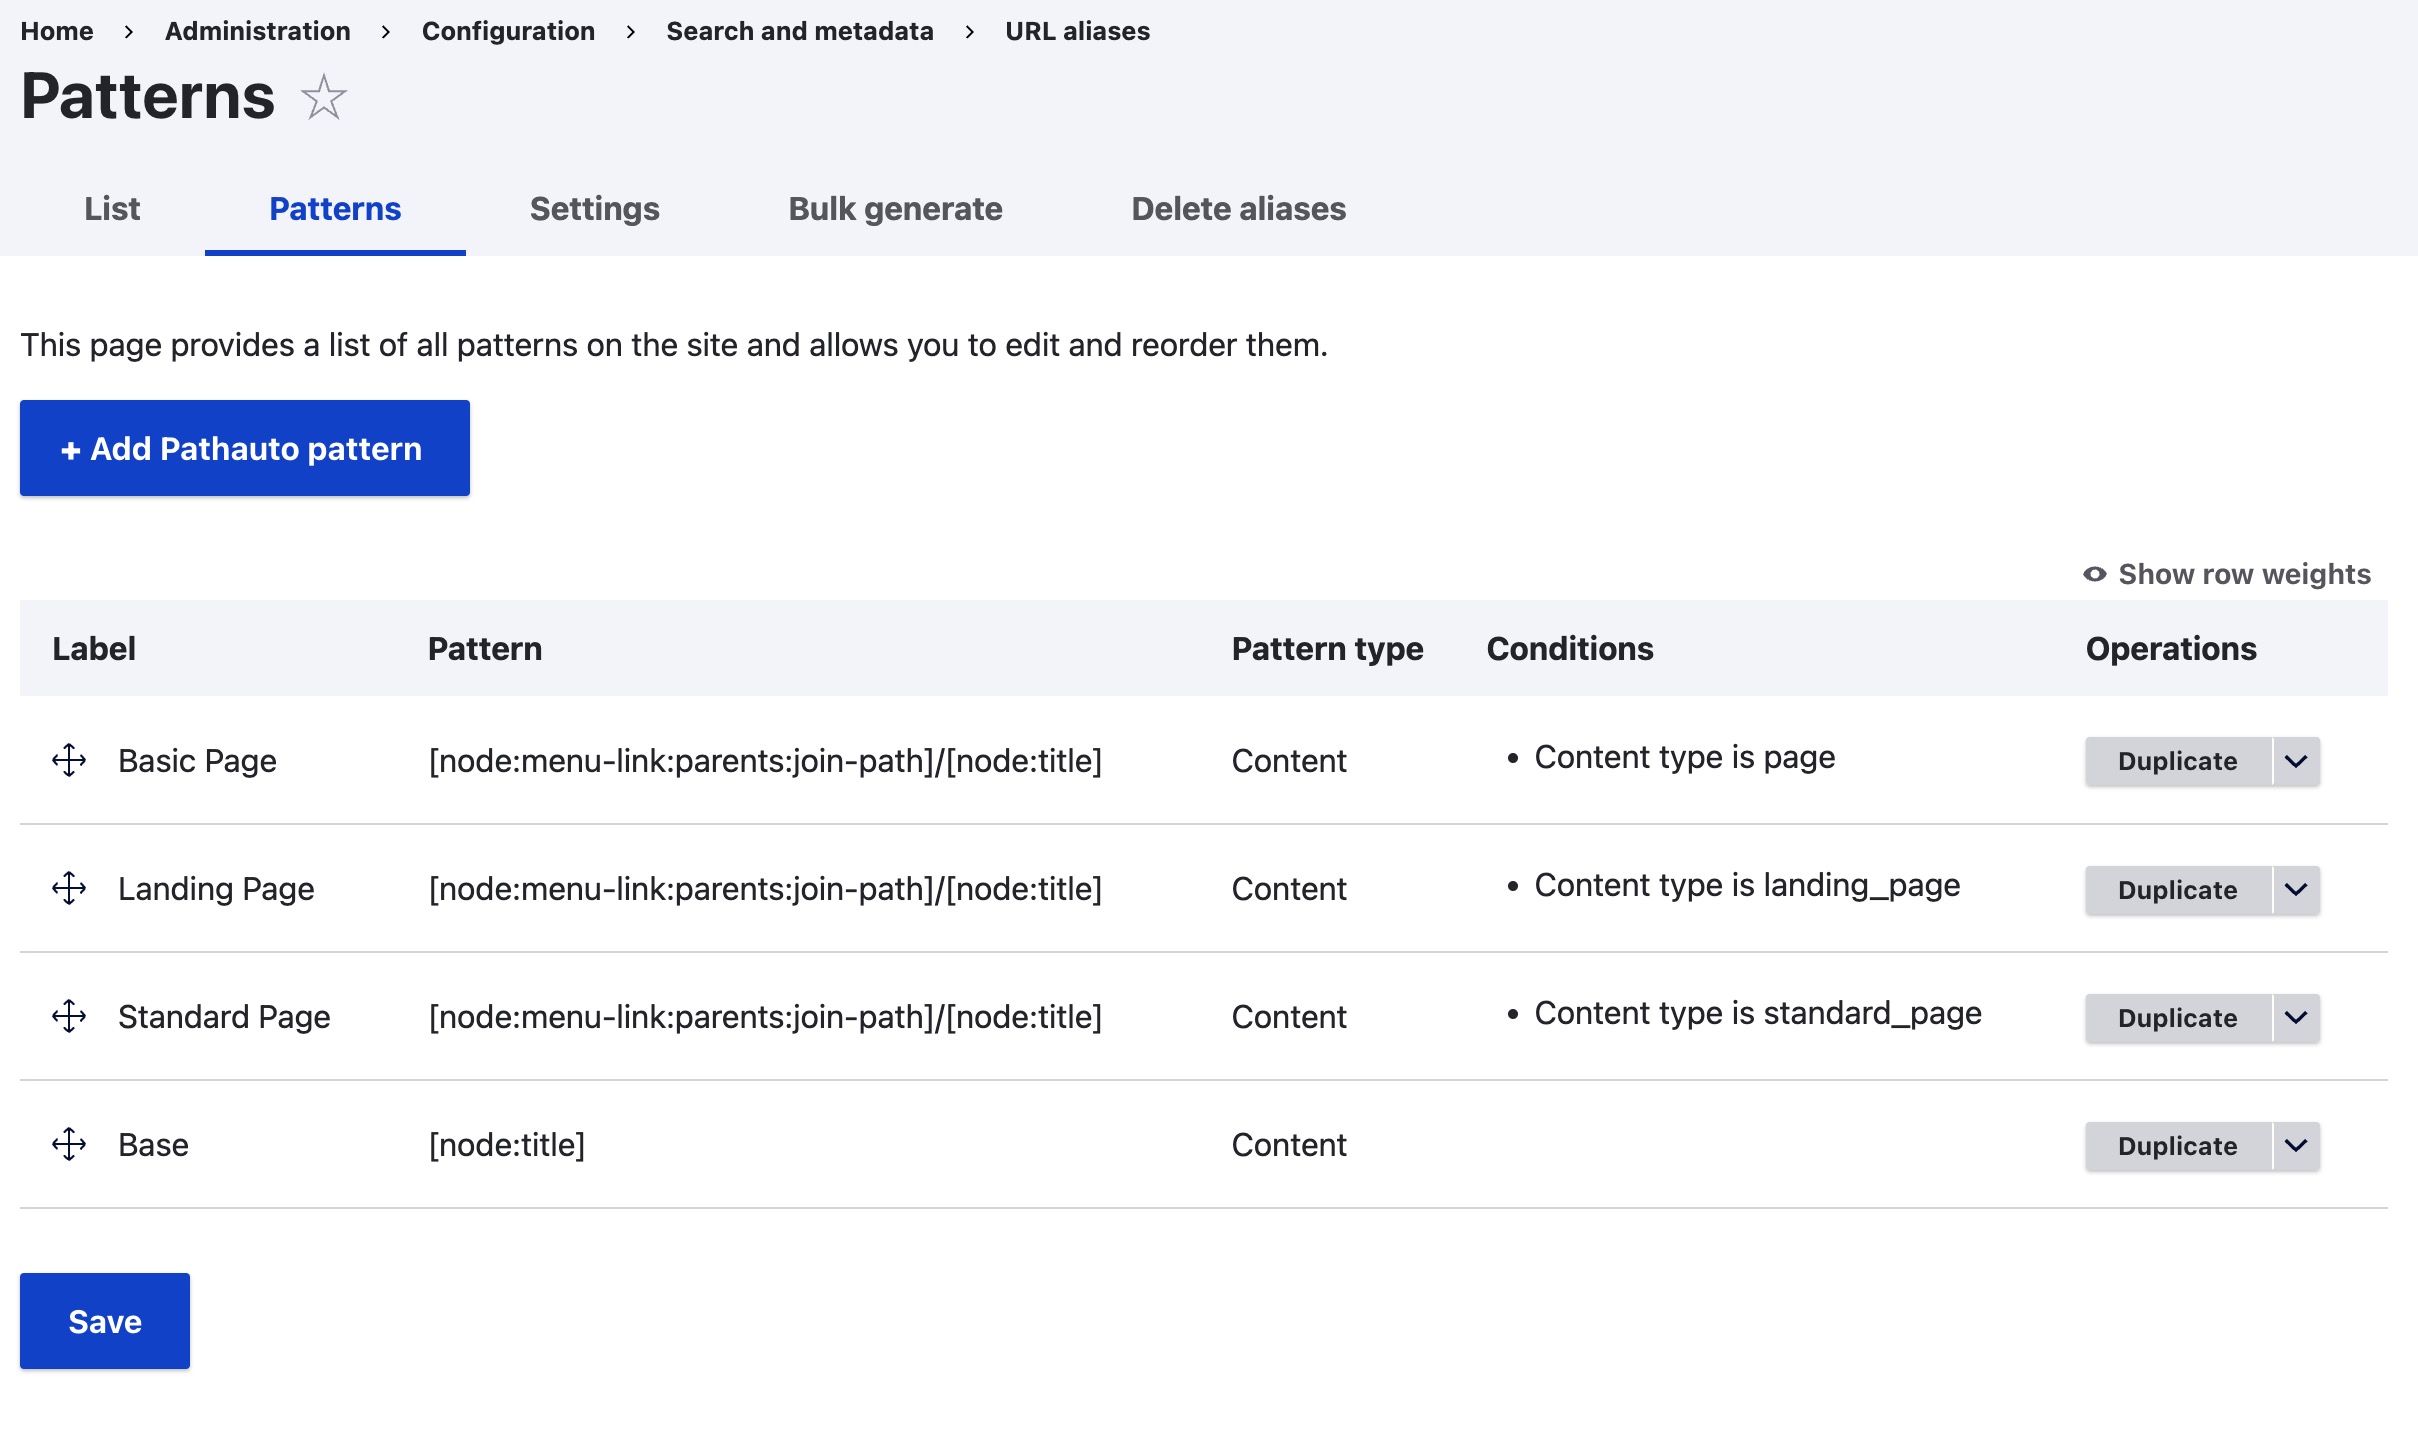 Home > Administration > Configuration > Search and metadata > URL aliases
Patterns
List Patterns Settings Bulk generate Delete aliases
This page provides a list of all patterns on the site and allows you to edit and reorder them.
+ Add Pathauto pattern
Show row weights
Label Pattern Pattern type Conditions Operations
Basic Page [node:menu-link:parents:join-path]/[node:title] Content • Content type is page Duplicate
Landing Page [node:menu-link:parents:join-path]/[node:title] Content • Content type is landing_page Duplicate
Standard Page [node:menu-link:parents:join-path]/[node:title] Content • Content type is standard_page Duplicate
Base [node:title] Content Duplicate
Save